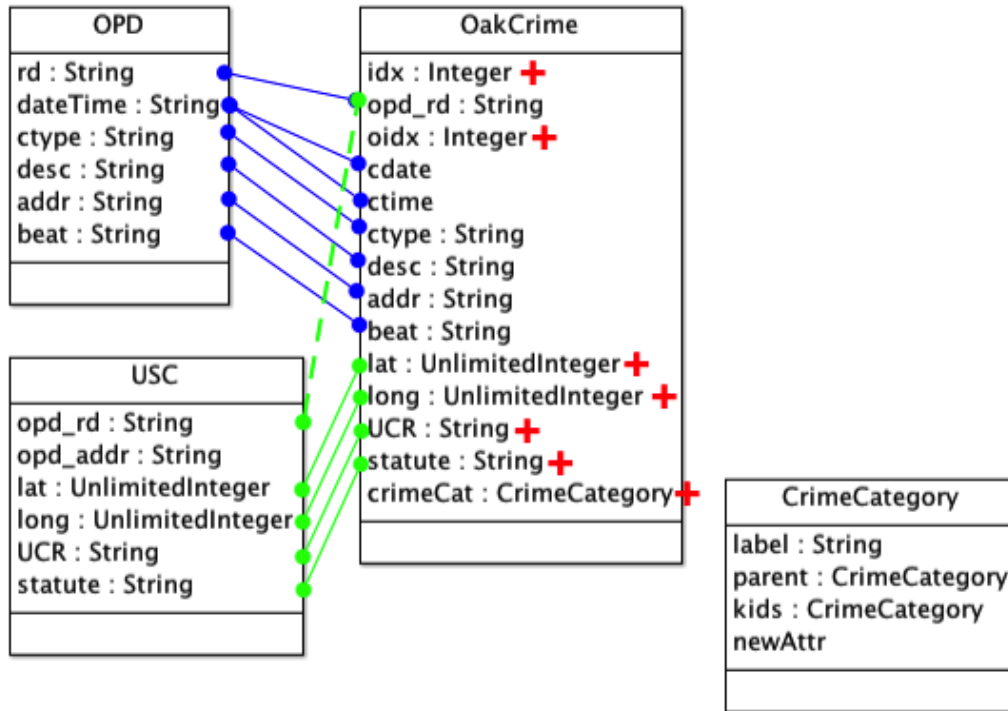 OPD
rd : String
dateTime : String
ctype : String
desc : String
addr : String
beat : String
OakCrime
idx : Integer
opd_rd : String
oidx : Integer
cdate
ctime
ctype : String
desc : String
addr : String
beat : String
lat : UnlimitedInteger
long : UnlimitedInteger
UCR : String
statute : String
crimeCat : CrimeCategory
USC
opd_rd : String
opd_addr : String
lat : UnlimitedInteger
long : UnlimitedInteger
UCR : String
statute : String
CrimeCategory
label : String
parent : CrimeCategory
kids : CrimeCategory
newAttr